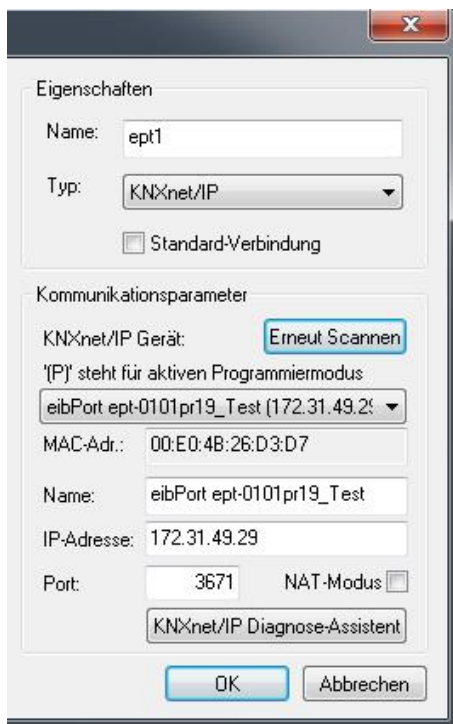 Eigenschaften
Name: ept1
Typ: KNXnet/IP
Standard-Verbindung
Kommunikationsparameter
KNXnet/IP Gerät: Erneut Scannen
'(P)' steht für aktiven Programmiermodus
eibPort ept-0101pr19_Test (172.31.49.29
MAC-Adr.: 00:E0:4B:26:D3:D7
Name: eibPort ept-0101pr19_Test
IP-Adresse: 172.31.49.29
Port: 3671 NAT-Modus
KNXnet/IP Diagnose-Assistent
OK Abbrechen